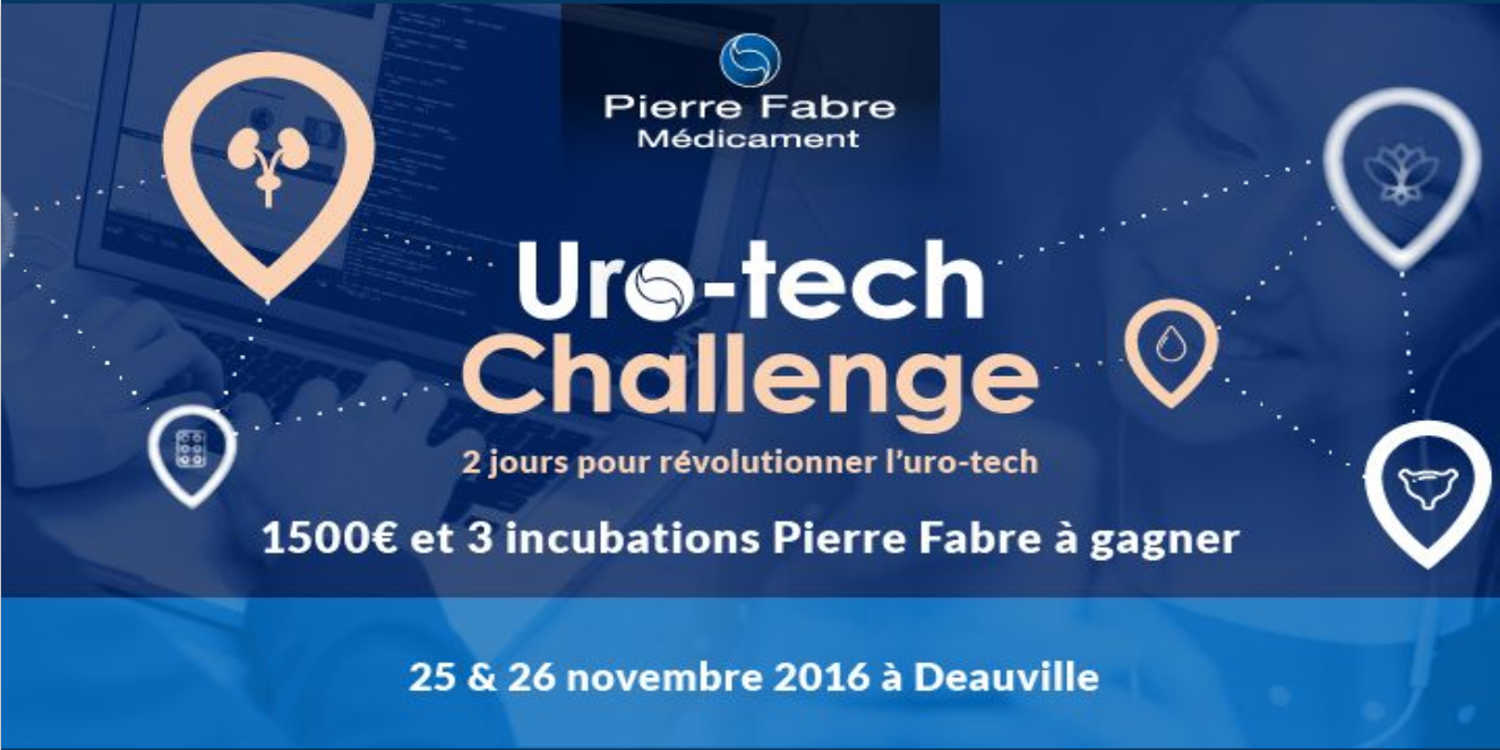 Pierre Fabre
Médicament
Uro-tech
Challenge
2 jours pour révolutionner l'uro-tech
1500€ et 3 incubations Pierre Fabre à gagner
25 & 26 novembre 2016 à Deauville